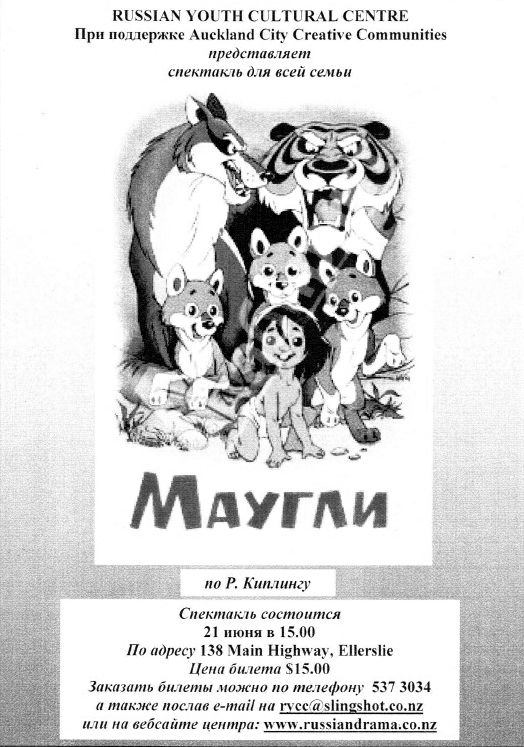 RUSSIAN YOUTH CULTURAL CENTRE
При поддержке Auckland City Creative Communities
представляет
спектакль для всей семьи
МАУГЛИ
по Р. Киплингу
Спектакль состоится
21 июня в 15.00
По адресу 138 Main Highway, Ellerslie
Цена билета $15.00
Заказать билеты можно по телефону 537 3034
а также послав e-mail на rycc@slingshot.co.nz
или на вебсайте центра: www.russiandrama.co.nz